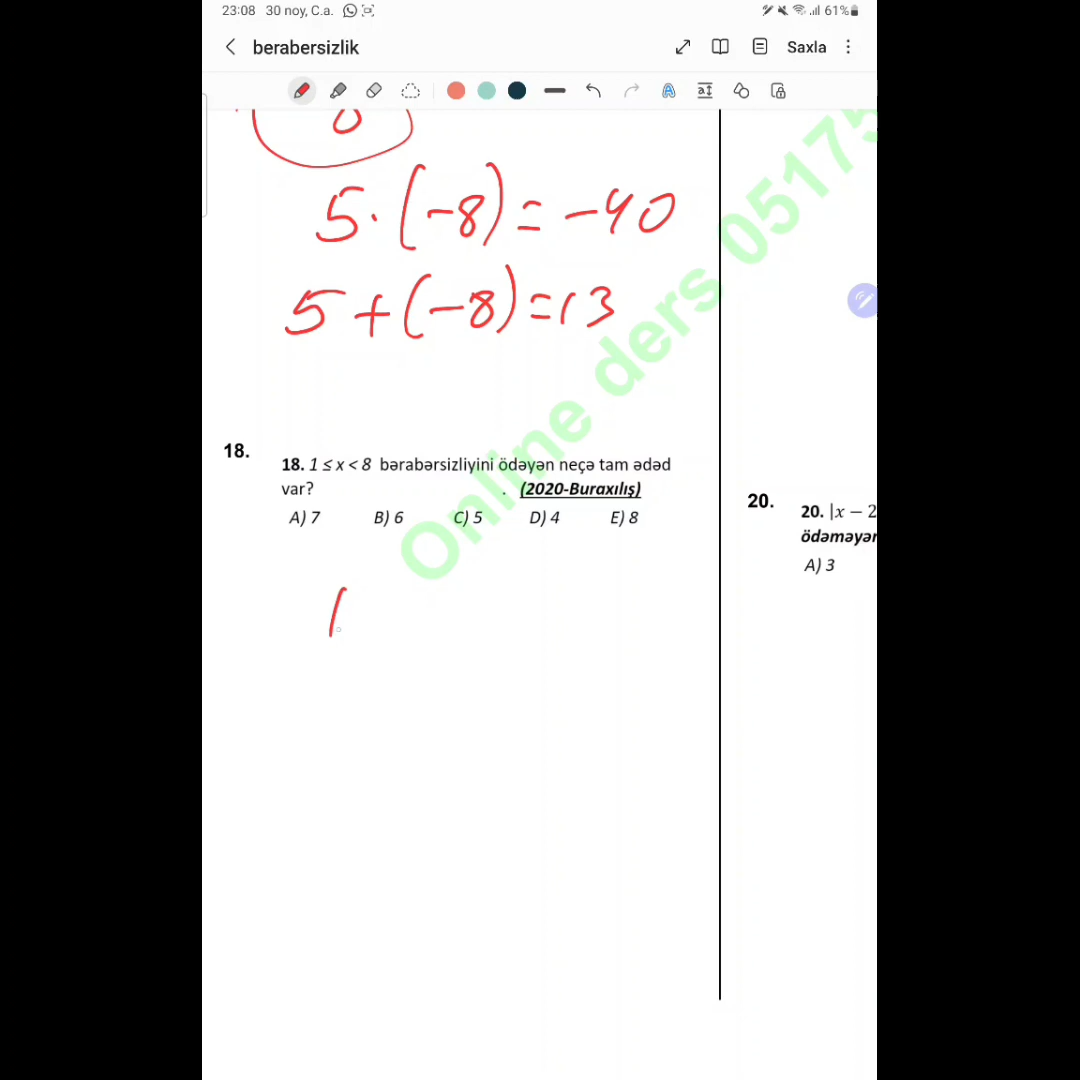 23:08 30 noy, C.a. 61%
berabersizlik Saxla
5·(-8)=-40
5+(-8)=13
18.
18. 1 ≤ x < 8 bərabərsizliyini ödəyən neçə tam ədəd
var? . (2020-Buraxılış)
A) 7 B) 6 C) 5 D) 4 E) 8
20.
20. |x − 2
ödəməyən
A) 3
Online ders 05175